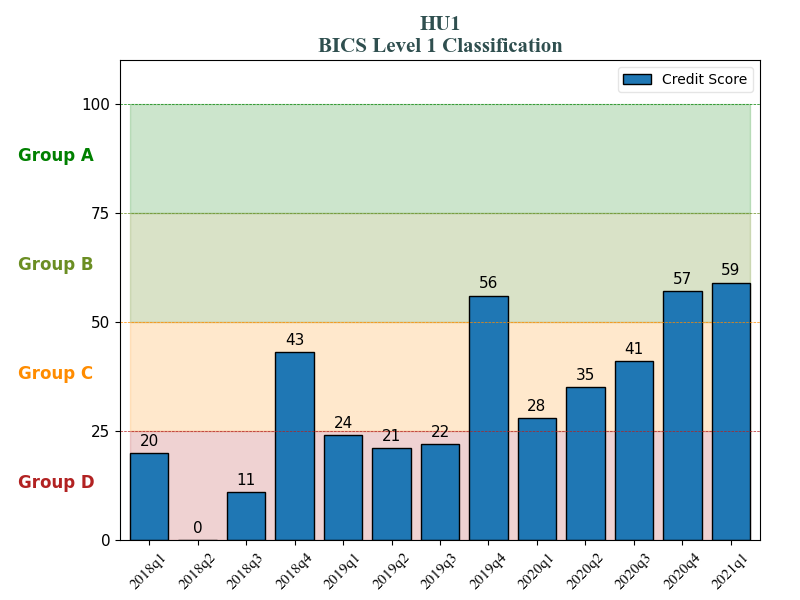 HU1
BICS Level 1 Classification
Credit Score
100
Group A
75
Group B
59
57
56
50
43
41
Group C
35
28
25
24
22
21
20
11
Group D
0
0
2018q1 2018q2 2018q3 2018q4 2019q1 2019q2 2019q3 2019q4 2020q1 2020q2 2020q3 2020q4 2021q1